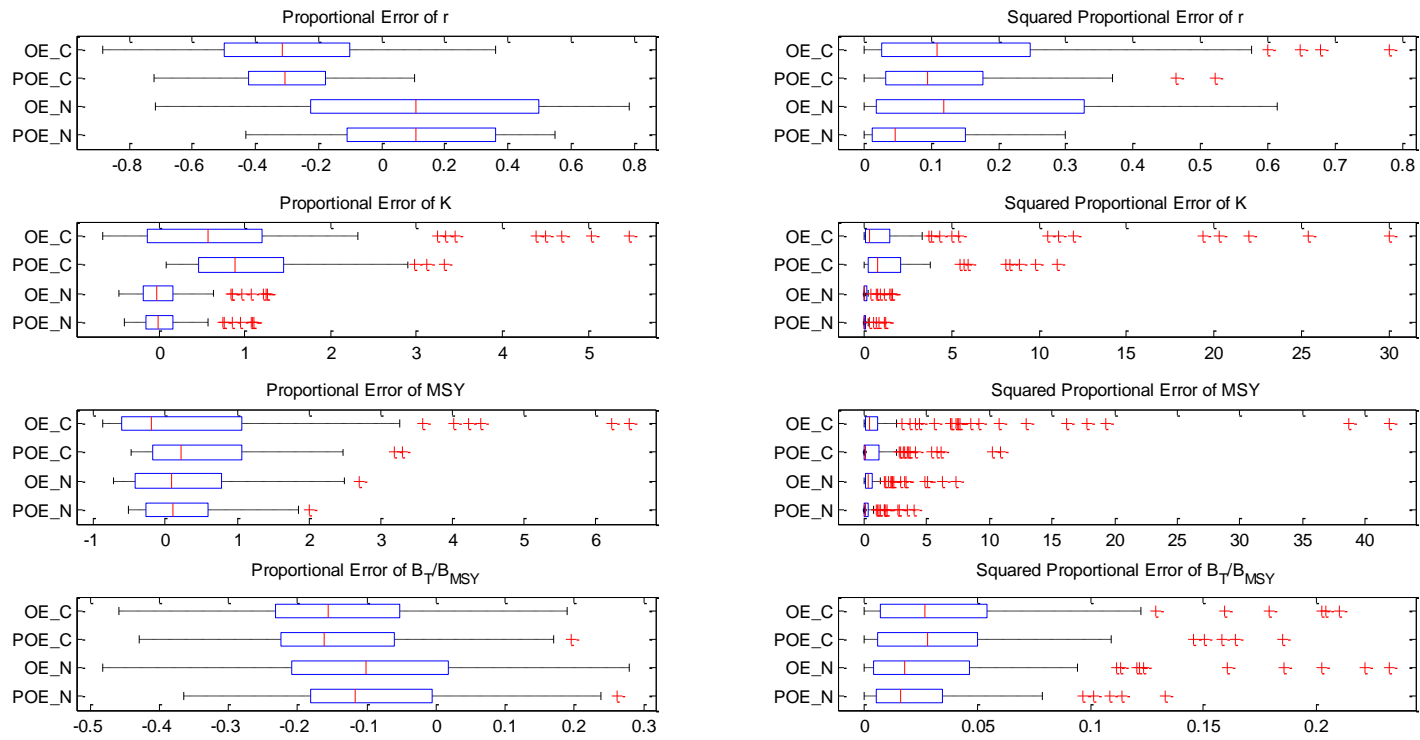 Proportional Error of r
OE_C
POE_C
OE_N
POE_N
-0.8 -0.6 -0.4 -0.2 0 0.2 0.4 0.6 0.8
Squared Proportional Error of r
OE_C
POE_C
OE_N
POE_N
0 0.1 0.2 0.3 0.4 0.5 0.6 0.7 0.8
Proportional Error of K
OE_C
POE_C
OE_N
POE_N
0 1 2 3 4 5
Squared Proportional Error of K
OE_C
POE_C
OE_N
POE_N
0 5 10 15 20 25 30
Proportional Error of MSY
OE_C
POE_C
OE_N
POE_N
-1 0 1 2 3 4 5 6
Squared Proportional Error of MSY
OE_C
POE_C
OE_N
POE_N
0 5 10 15 20 25 30 35 40
Proportional Error of B_T/B_MSY
OE_C
POE_C
OE_N
POE_N
-0.5 -0.4 -0.3 -0.2 -0.1 0 0.1 0.2 0.3
Squared Proportional Error of B_T/B_MSY
OE_C
POE_C
OE_N
POE_N
0 0.05 0.1 0.15 0.2